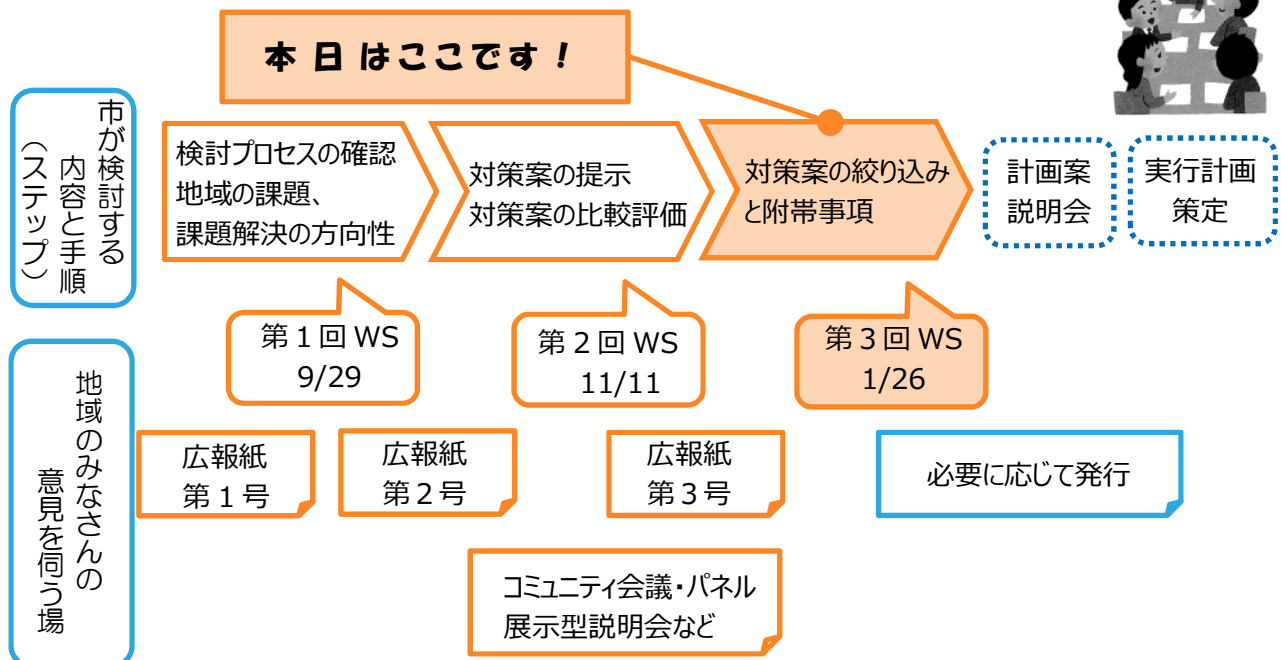 本日はここです！
市が検討する
内容と手順
（ステップ）
検討プロセスの確認
地域の課題、
課題解決の方向性
対策案の提示
対策案の比較評価
対策案の絞り込み
と附帯事項
計画案
説明会
実行計画
策定
第１回 WS
9/29
第２回 WS
11/11
第３回 WS
1/26
地域のみなさんの
意見を伺う場
広報紙
第１号
広報紙
第２号
広報紙
第３号
必要に応じて発行
コミュニティ会議・パネル
展示型説明会など